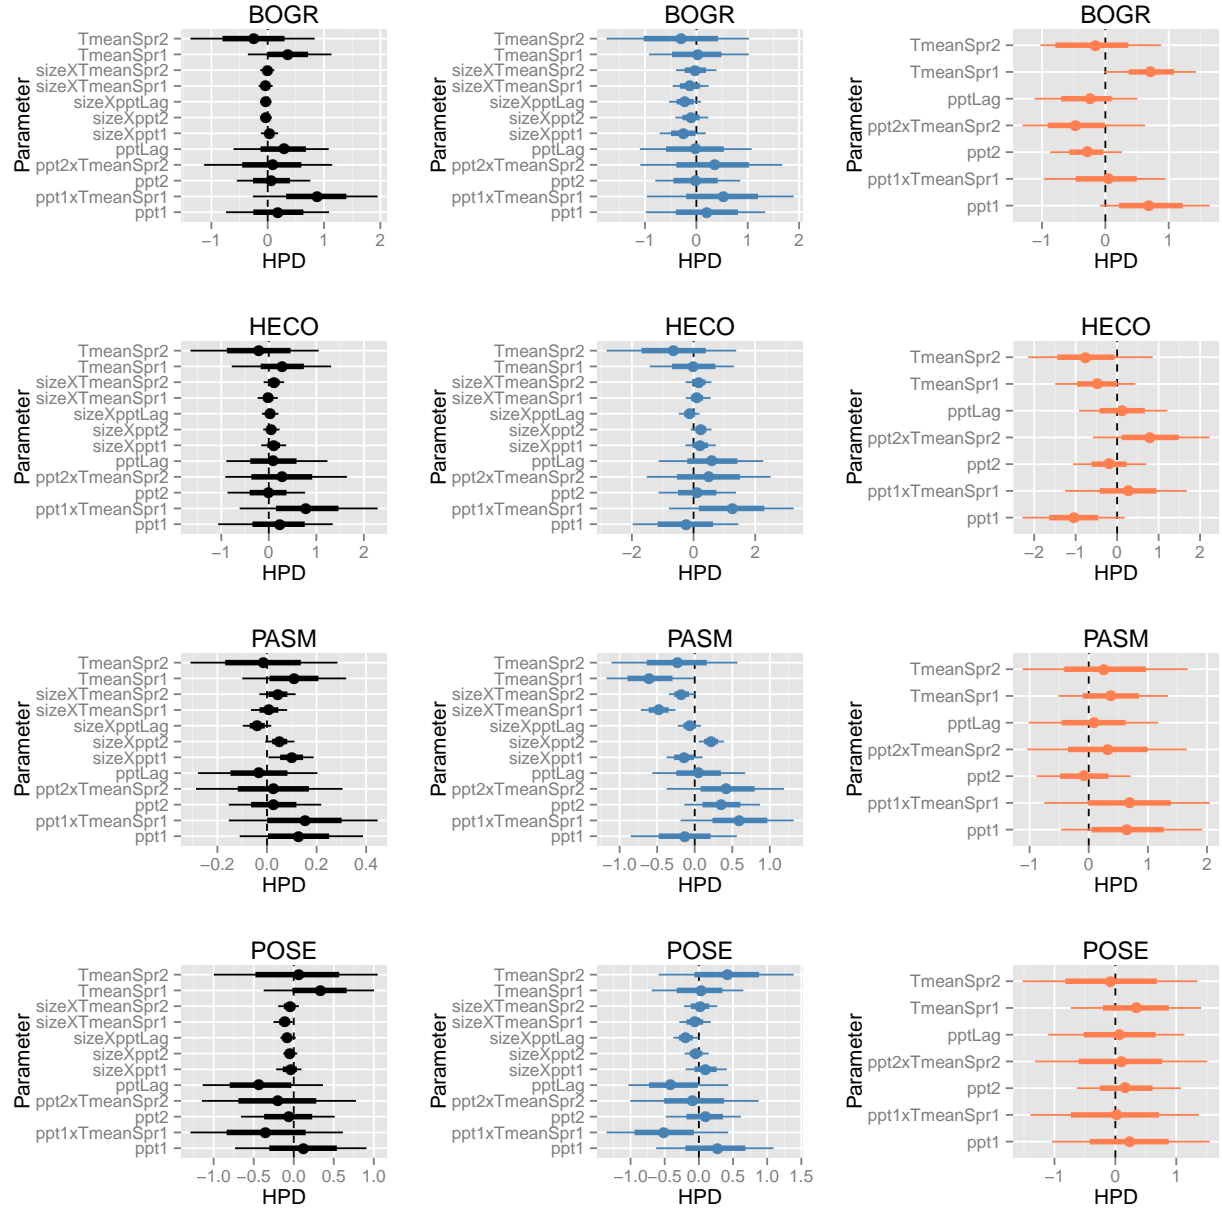 BOGR
Parameter
TmeanSpr2
TmeanSpr1
sizeXTmeanSpr2
sizeXTmeanSpr1
sizeXpptLag
sizeXppt2
sizeXppt1
pptLag
ppt2xTmeanSpr2
ppt2
ppt1xTmeanSpr1
ppt1
−1 0 1 2
HPD
BOGR
Parameter
TmeanSpr2
TmeanSpr1
sizeXTmeanSpr2
sizeXTmeanSpr1
sizeXpptLag
sizeXppt2
sizeXppt1
pptLag
ppt2xTmeanSpr2
ppt2
ppt1xTmeanSpr1
ppt1
−1 0 1 2
HPD
BOGR
Parameter
TmeanSpr2
TmeanSpr1
pptLag
ppt2xTmeanSpr2
ppt2
ppt1xTmeanSpr1
ppt1
−1 0 1
HPD
HECO
Parameter
TmeanSpr2
TmeanSpr1
sizeXTmeanSpr2
sizeXTmeanSpr1
sizeXpptLag
sizeXppt2
sizeXppt1
pptLag
ppt2xTmeanSpr2
ppt2
ppt1xTmeanSpr1
ppt1
−1 0 1 2
HPD
HECO
Parameter
TmeanSpr2
TmeanSpr1
sizeXTmeanSpr2
sizeXTmeanSpr1
sizeXpptLag
sizeXppt2
sizeXppt1
pptLag
ppt2xTmeanSpr2
ppt2
ppt1xTmeanSpr1
ppt1
−2 0 2
HPD
HECO
Parameter
TmeanSpr2
TmeanSpr1
pptLag
ppt2xTmeanSpr2
ppt2
ppt1xTmeanSpr1
ppt1
−2 −1 0 1 2
HPD
PASM
Parameter
TmeanSpr2
TmeanSpr1
sizeXTmeanSpr2
sizeXTmeanSpr1
sizeXpptLag
sizeXppt2
sizeXppt1
pptLag
ppt2xTmeanSpr2
ppt2
ppt1xTmeanSpr1
ppt1
−0.2 0.0 0.2 0.4
HPD
PASM
Parameter
TmeanSpr2
TmeanSpr1
sizeXTmeanSpr2
sizeXTmeanSpr1
sizeXpptLag
sizeXppt2
sizeXppt1
pptLag
ppt2xTmeanSpr2
ppt2
ppt1xTmeanSpr1
ppt1
−1.0 −0.5 0.0 0.5 1.0
HPD
PASM
Parameter
TmeanSpr2
TmeanSpr1
pptLag
ppt2xTmeanSpr2
ppt2
ppt1xTmeanSpr1
ppt1
−1 0 1 2
HPD
POSE
Parameter
TmeanSpr2
TmeanSpr1
sizeXTmeanSpr2
sizeXTmeanSpr1
sizeXpptLag
sizeXppt2
sizeXppt1
pptLag
ppt2xTmeanSpr2
ppt2
ppt1xTmeanSpr1
ppt1
−1.0 −0.5 0.0 0.5 1.0
HPD
POSE
Parameter
TmeanSpr2
TmeanSpr1
sizeXTmeanSpr2
sizeXTmeanSpr1
sizeXpptLag
sizeXppt2
sizeXppt1
pptLag
ppt2xTmeanSpr2
ppt2
ppt1xTmeanSpr1
ppt1
−1.0 −0.5 0.0 0.5 1.0 1.5
HPD
POSE
Parameter
TmeanSpr2
TmeanSpr1
pptLag
ppt2xTmeanSpr2
ppt2
ppt1xTmeanSpr1
ppt1
−1 0 1
HPD